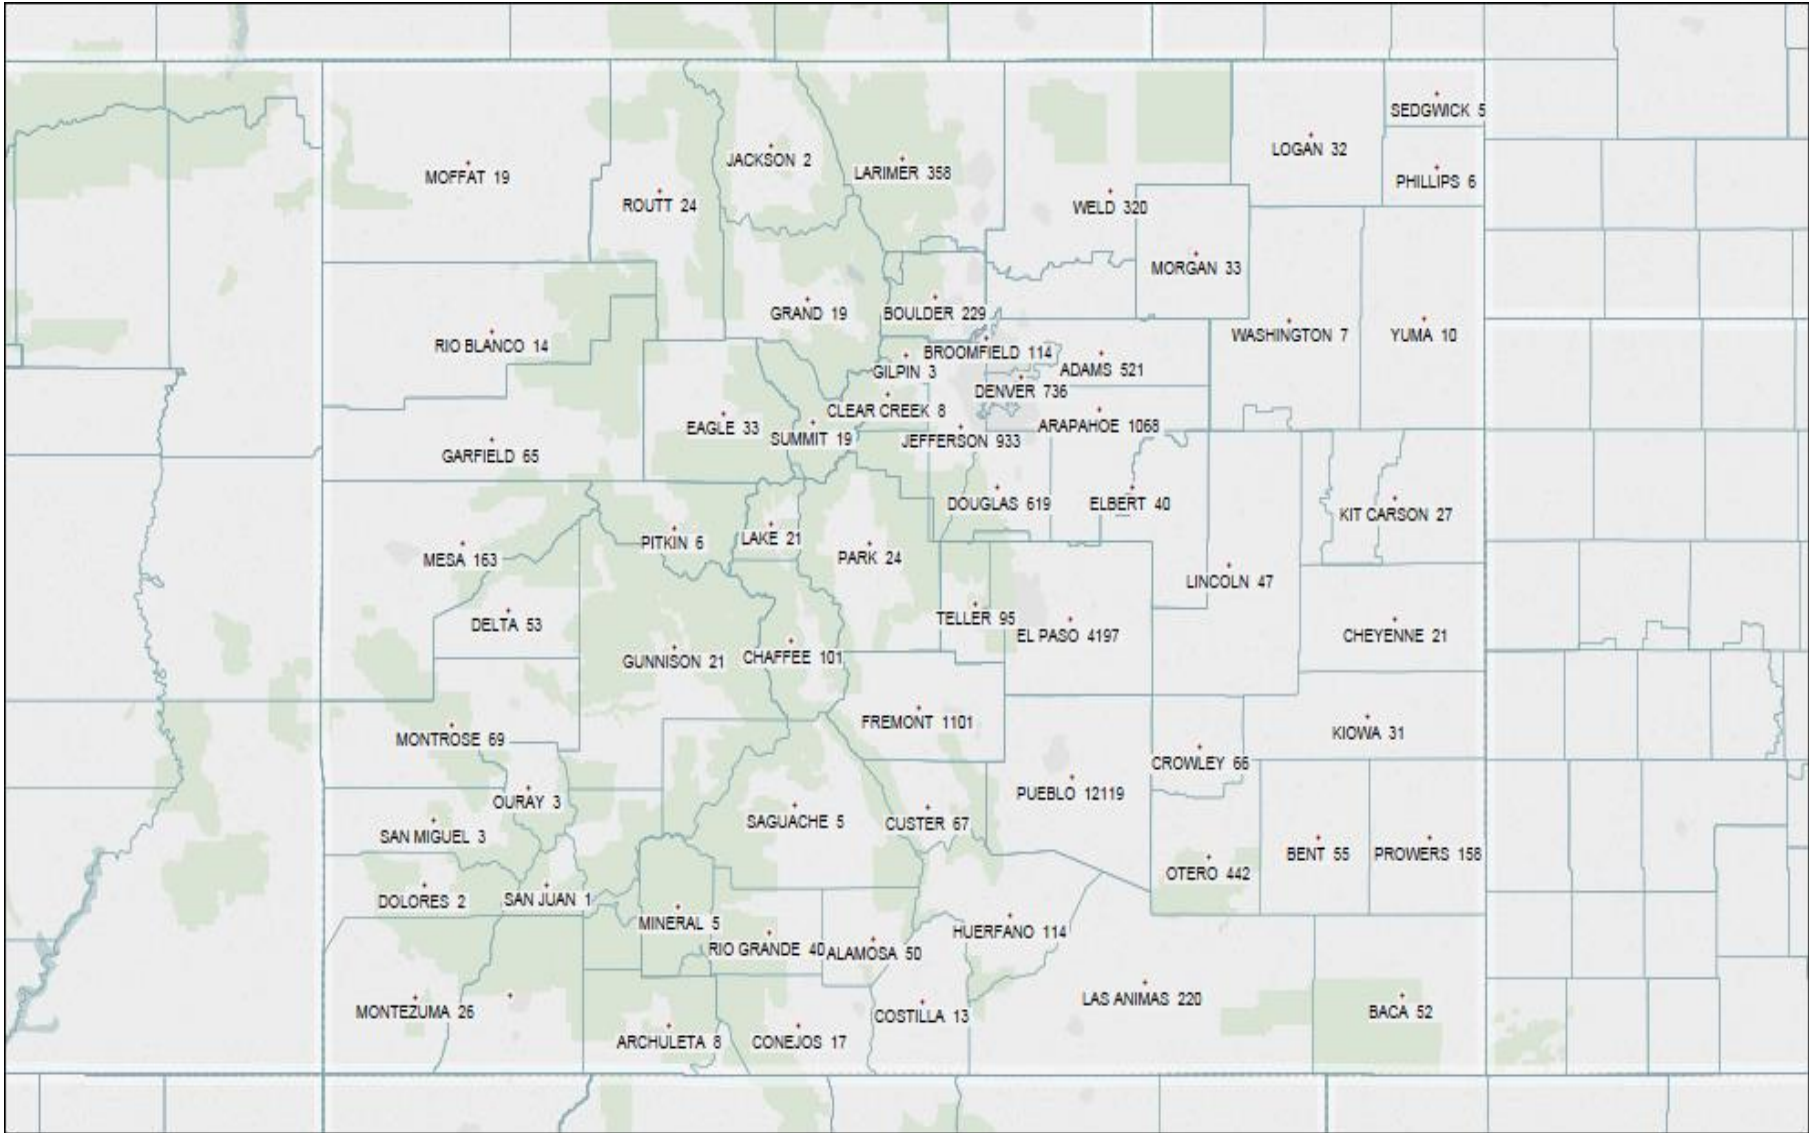 SEDGWICK 5
LOGAN 32
JACKSON 2
LARIMER 358
MOFFAT 19
PHILLIPS 6
ROUTT 24
WELD 320
MORGAN 33
GRAND 19
BOULDER 229
WASHINGTON 7
YUMA 10
RIO BLANCO 14
BROOMFIELD 114
GILPIN 3
ADAMS 521
DENVER 736
CLEAR CREEK 8
EAGLE 33
SUMMIT 19
ARAPAHOE 1068
JEFFERSON 933
GARFIELD 65
DOUGLAS 619
ELBERT 40
KIT CARSON 27
PITKIN 6
LAKE 21
MESA 163
PARK 24
LINCOLN 47
DELTA 53
TELLER 95
EL PASO 4197
CHEYENNE 21
GUNNISON 21
CHAFFEE 101
FREMONT 1101
KIOWA 31
MONTROSE 69
CROWLEY 66
OURAY 3
PUEBLO 12119
SAN MIGUEL 3
SAGUACHE 5
CUSTER 67
BENT 55
PROWERS 158
OTERO 442
DOLORES 2
SAN JUAN 1
MINERAL 5
HUERFANO 114
RIO GRANDE 40
ALAMOSA 50
LAS ANIMAS 220
MONTEZUMA 26
COSTILLA 13
BACA 52
ARCHULETA 8
CONEJOS 17